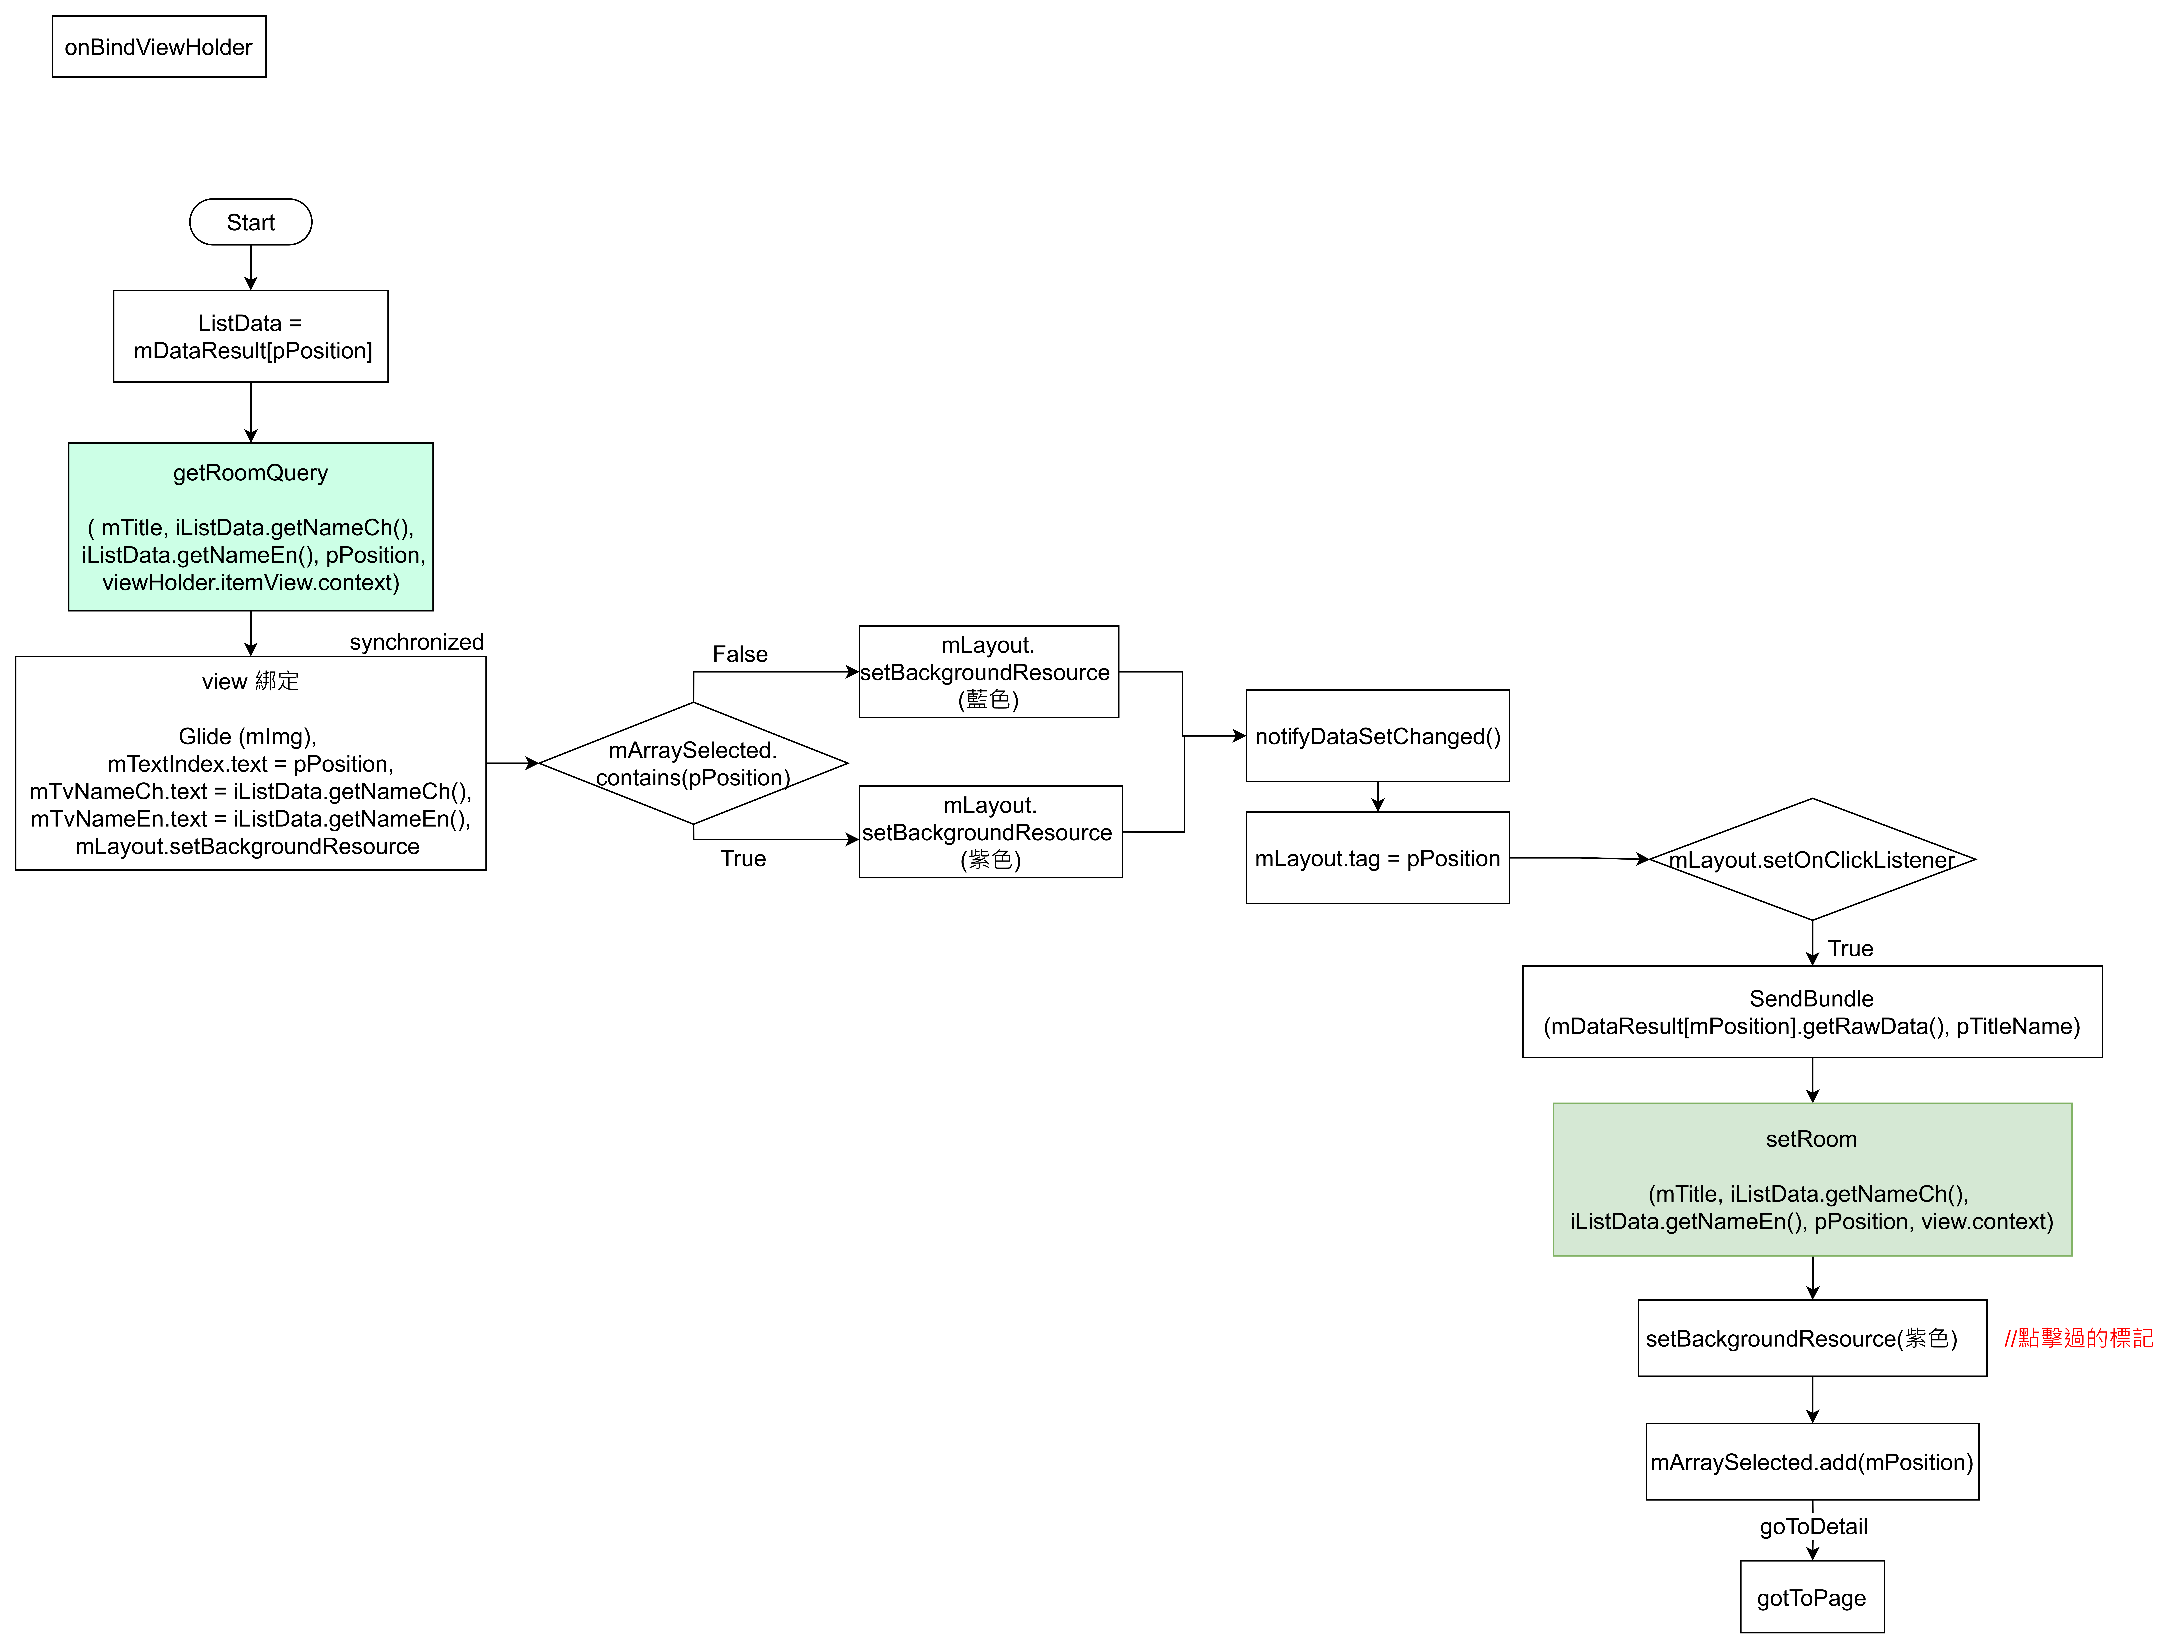 onBindViewHolder
Start
ListData =
mDataResult[pPosition]
getRoomQuery
( mTitle, iListData.getNameCh(),
iListData.getNameEn(), pPosition,
viewHolder.itemView.context)
synchronized
view 綁定
Glide (mImg),
mTextIndex.text = pPosition,
mTvNameCh.text = iListData.getNameCh(),
mTvNameEn.text = iListData.getNameEn(),
mLayout.setBackgroundResource
mArraySelected.
contains(pPosition)
False
mLayout.
setBackgroundResource
(藍色)
True
mLayout.
setBackgroundResource
(紫色)
notifyDataSetChanged()
mLayout.tag = pPosition
mLayout.setOnClickListener
True
SendBundle
(mDataResult[mPosition].getRawData(), pTitleName)
setRoom
(mTitle, iListData.getNameCh(),
iListData.getNameEn(), pPosition, view.context)
setBackgroundResource(紫色)
//點擊過的標記
mArraySelected.add(mPosition)
goToDetail
gotToPage